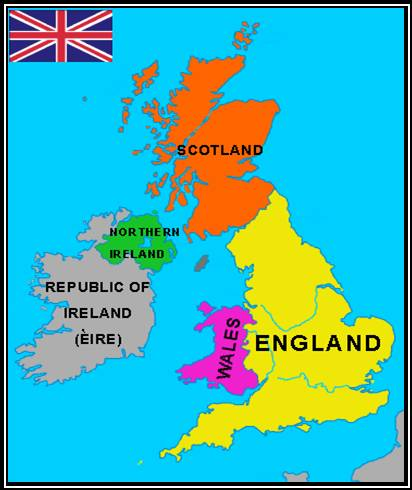 SCOTLAND
NORTHERN
IRELAND
REPUBLIC OF
IRELAND
(ÈIRE)
WALES
ENGLAND